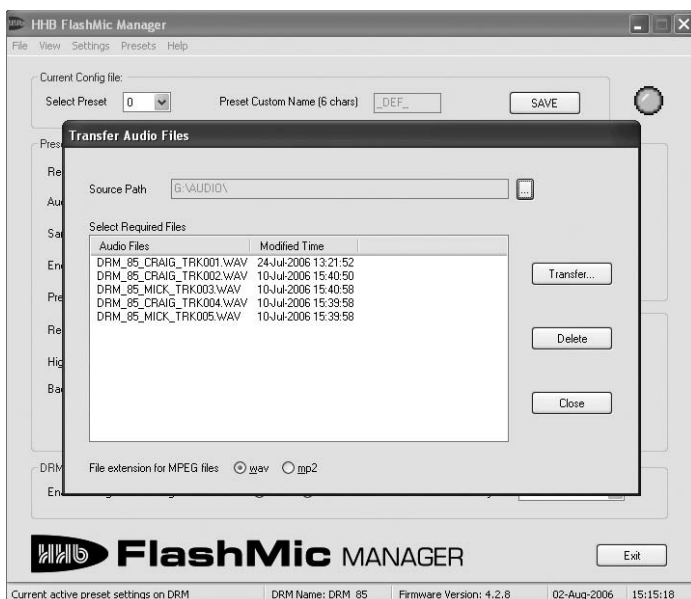 HHB FlashMic Manager
File View Settings Presets Help
Current Config file:
Select Preset 0 Preset Custom Name (6 chars) _DEF_ SAVE
Transfer Audio Files
Source Path G:\AUDIO\ ...
Select Required Files
Audio Files Modified Time
DRM_85_CRAIG_TRK001.WAV 24-Jul-2006 13:21:52
DRM_85_CRAIG_TRK002.WAV 10-Jul-2006 15:40:50
DRM_85_MICK_TRK003.WAV 10-Jul-2006 15:40:58
DRM_85_CRAIG_TRK004.WAV 10-Jul-2006 15:39:58
DRM_85_MICK_TRK005.WAV 10-Jul-2006 15:39:58
Transfer...
Delete
Close
File extension for MPEG files wav mp2
DRM
HHB FlashMic MANAGER
Exit
Current active preset settings on DRM DRM Name: DRM_85 Firmware Version: 4.2.8 02-Aug-2006 15:15:18